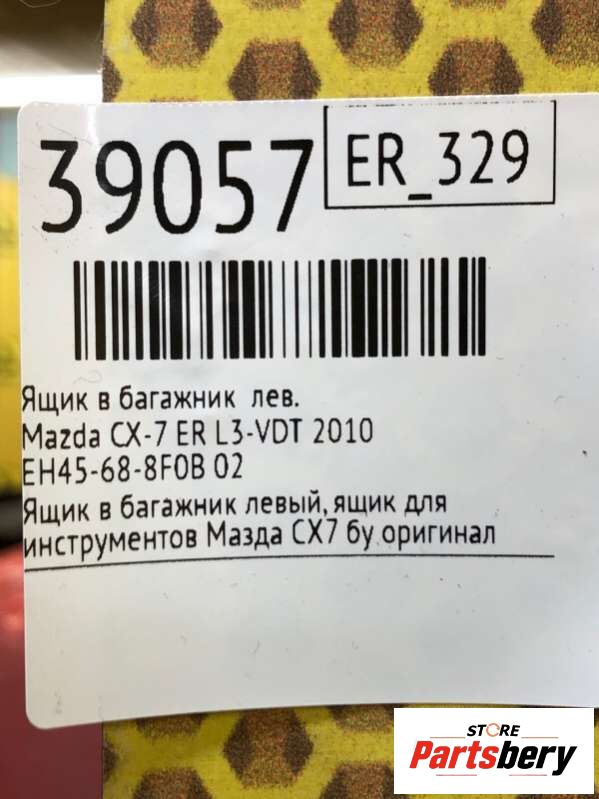 39057
ER_329
Ящик в багажник лев.
Mazda CX-7 ER L3-VDT 2010
EH45-68-8F0B 02
Ящик в багажник левый, ящик для
инструментов Мазда CX7 бу оригинал
STORE
Partsbery